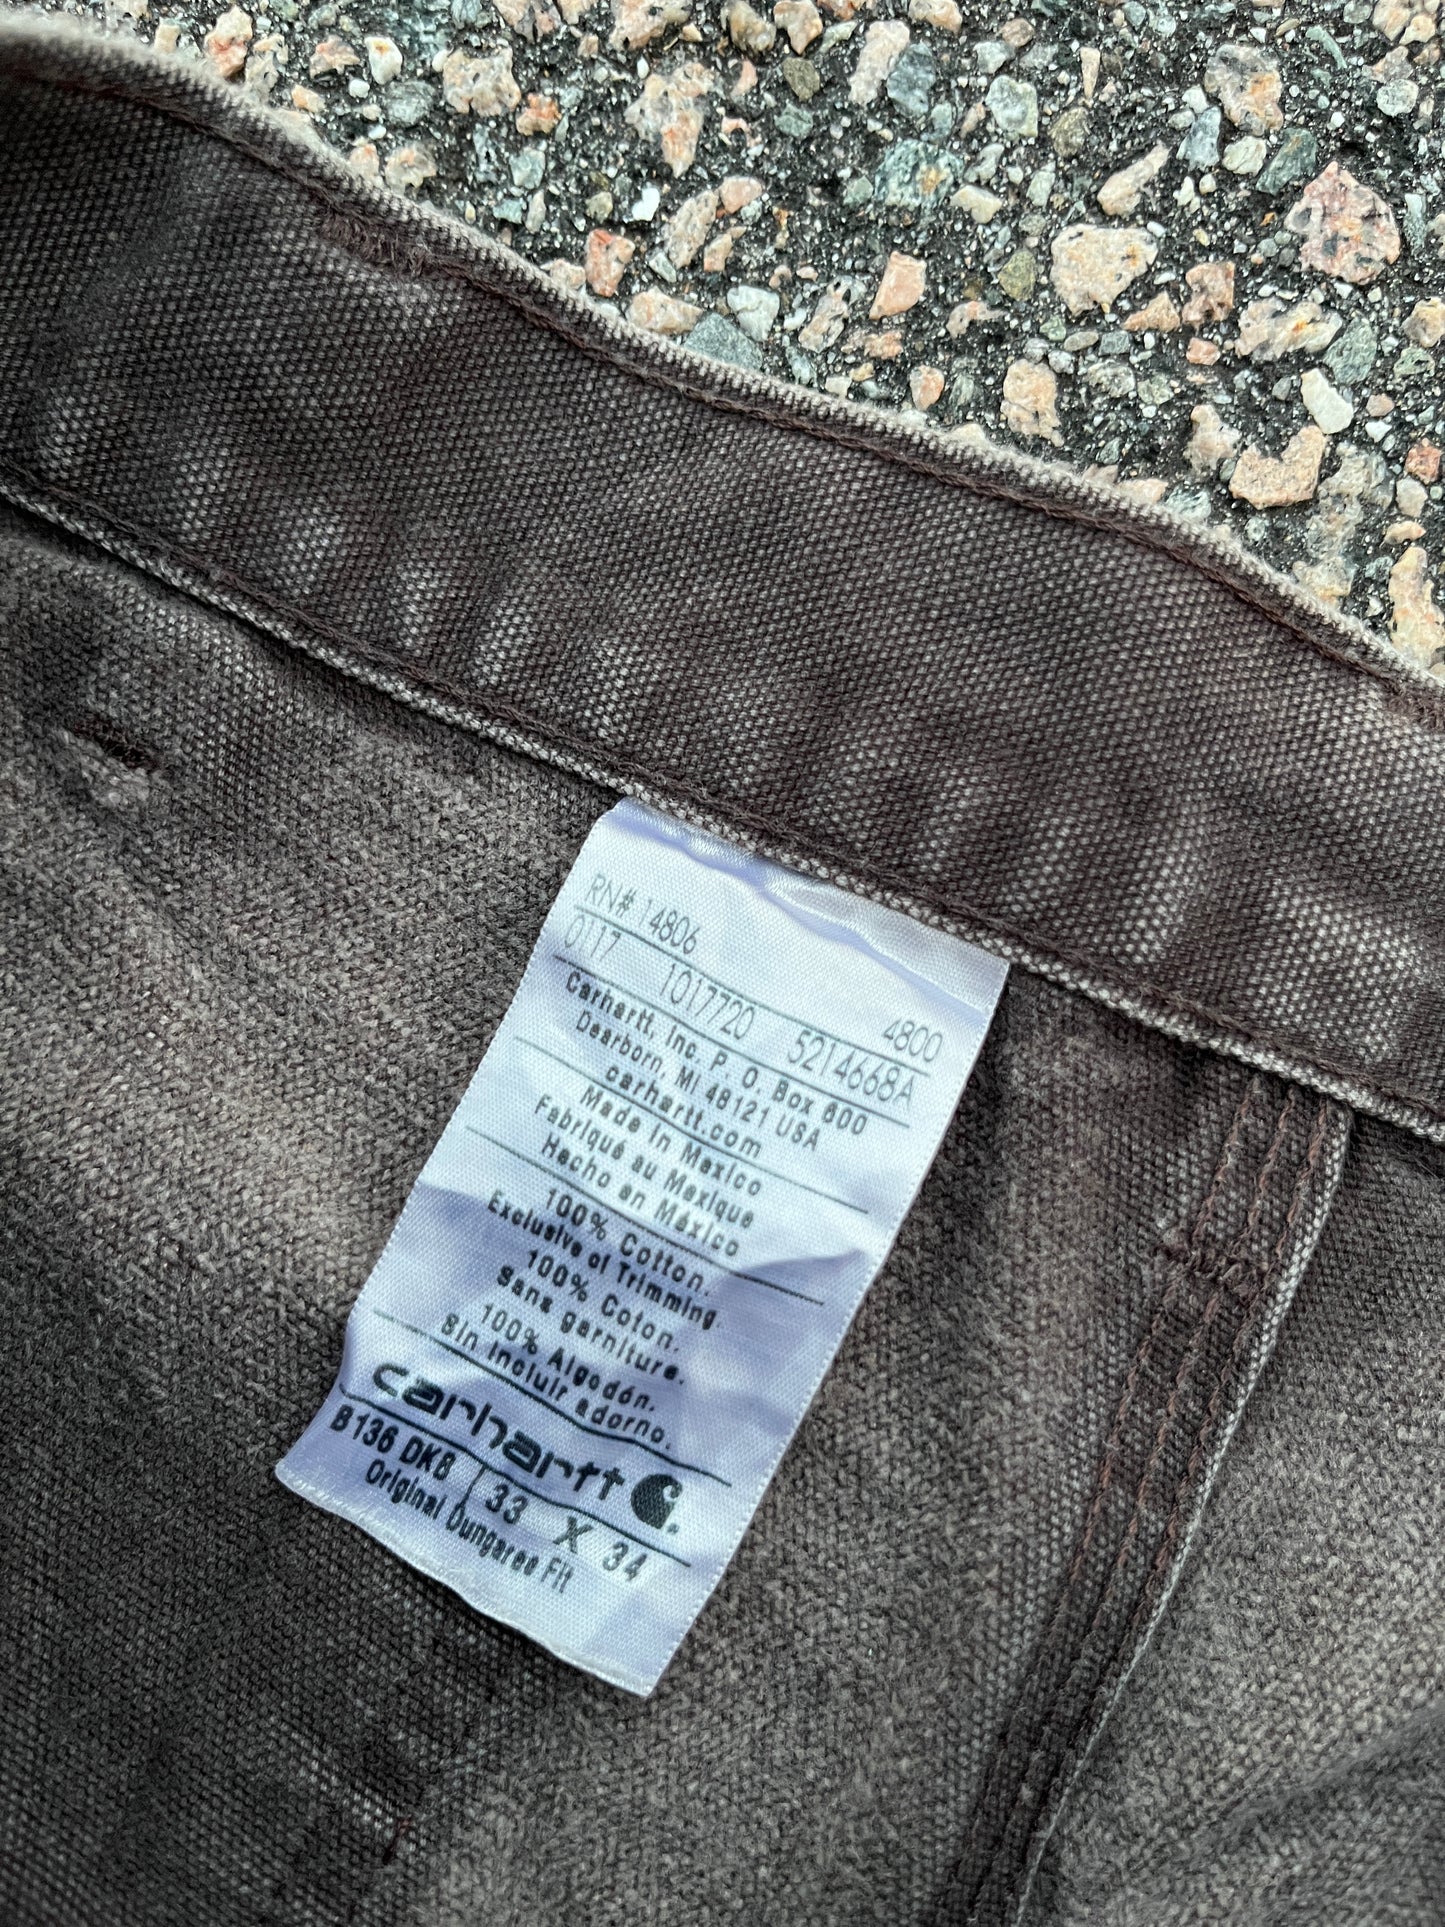 RN# 14806
4800
0117 1017720 5214668A
Carhartt, Inc. P. O. Box 600
Dearborn, MI 48121 USA
carhartt.com
Made in Mexico
Fabriqué au Mexique
Hecho en México
100% Cotton.
Exclusive of Trimming.
100% Coton.
Sans garniture.
100% Algodón.
Sin incluir adorno.
carhartt
B136 DKB 33 X 34
Original Dungaree Fit